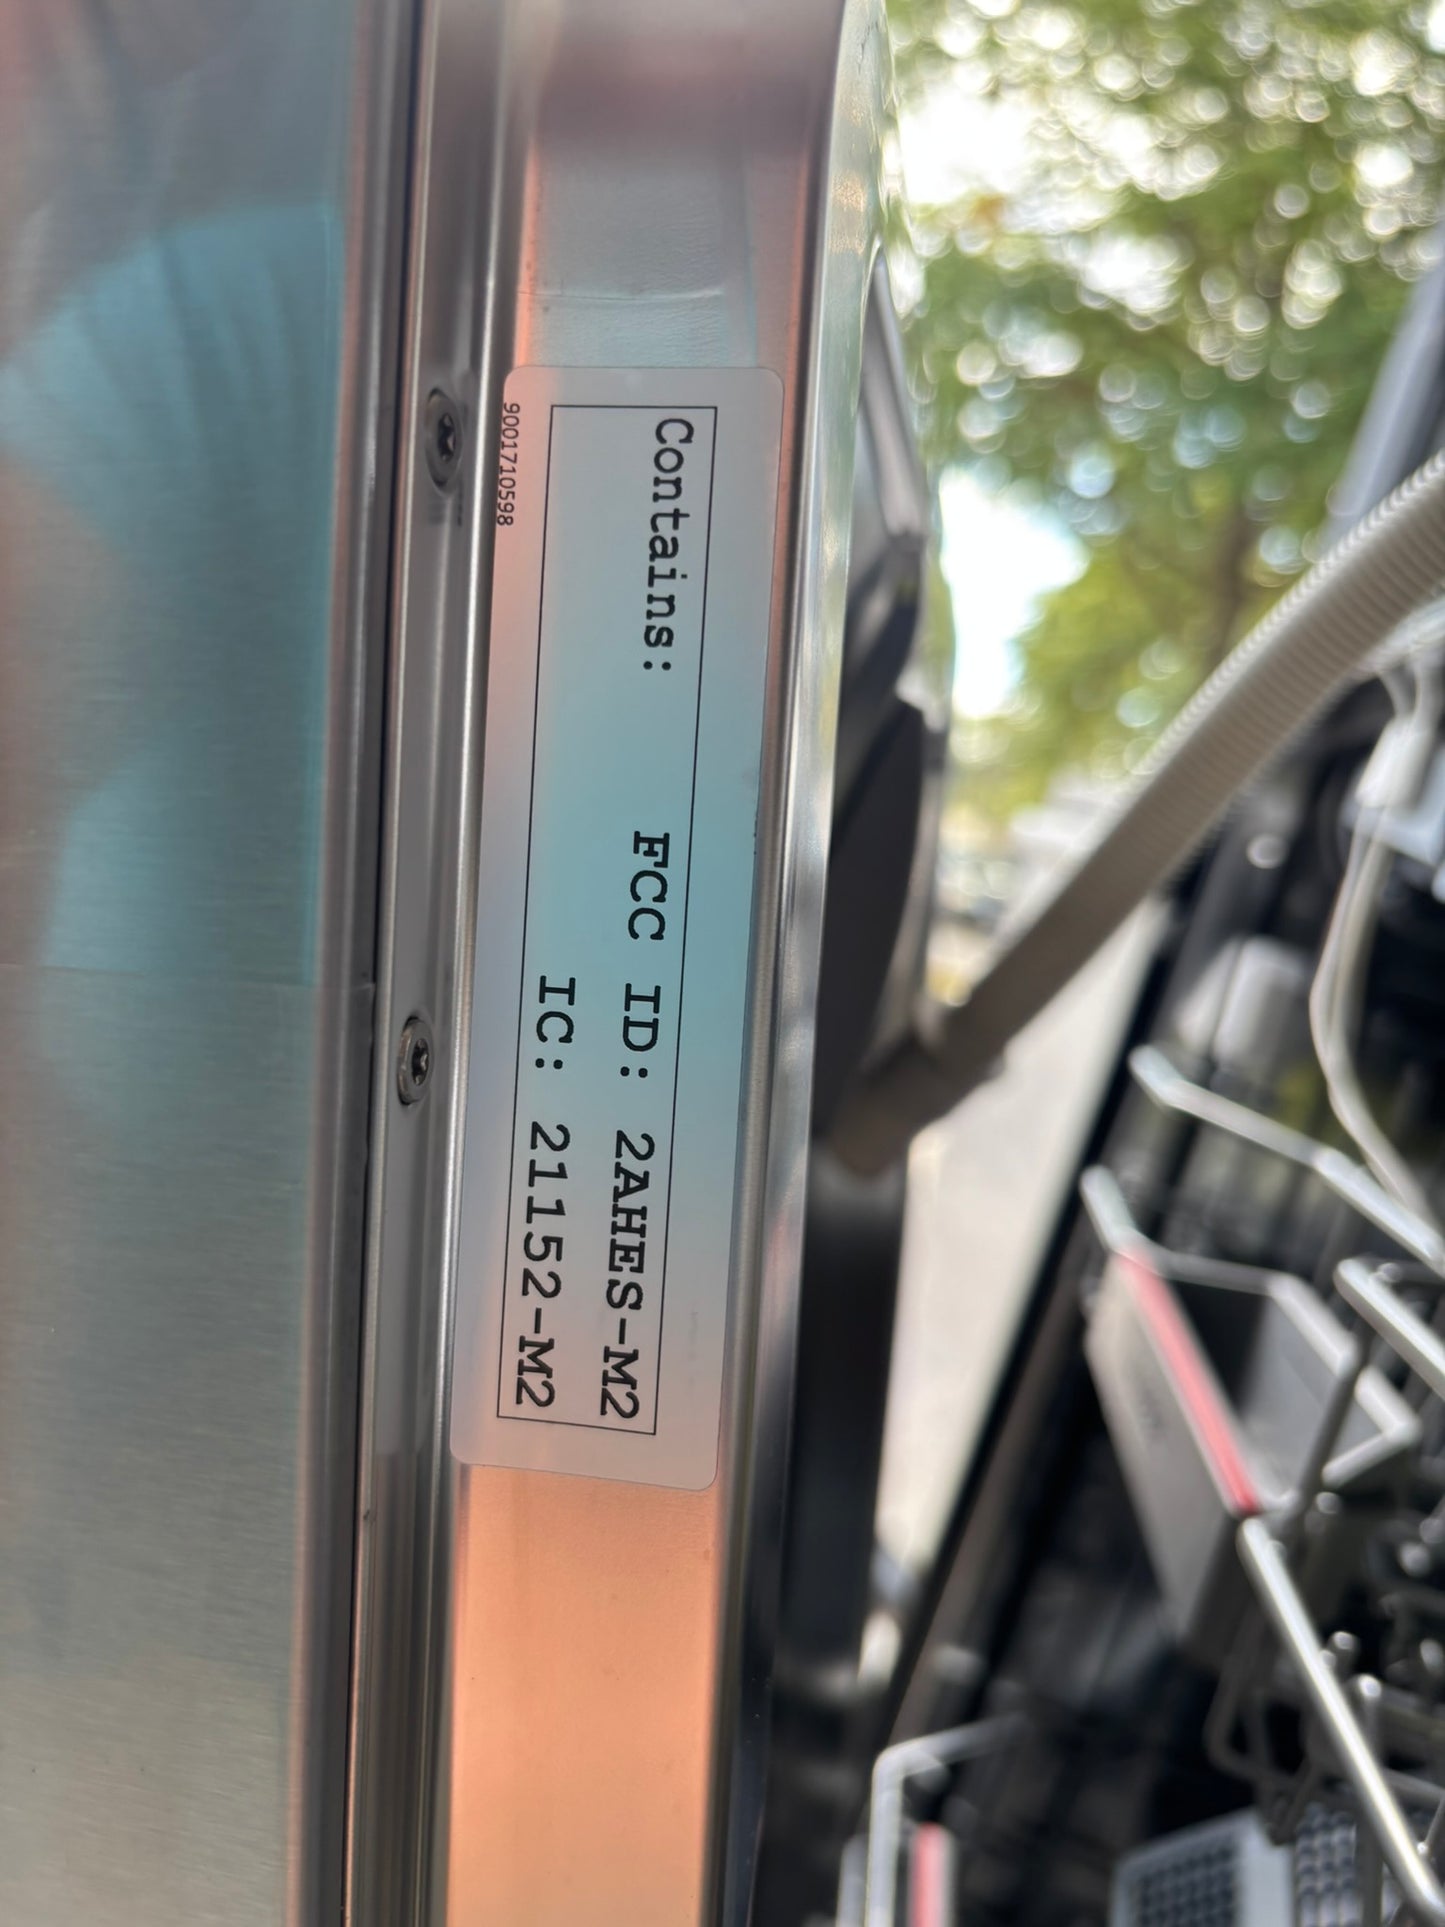 Contains:
FCC ID: 2AHES-M2
IC: 21152-M2
9001710598